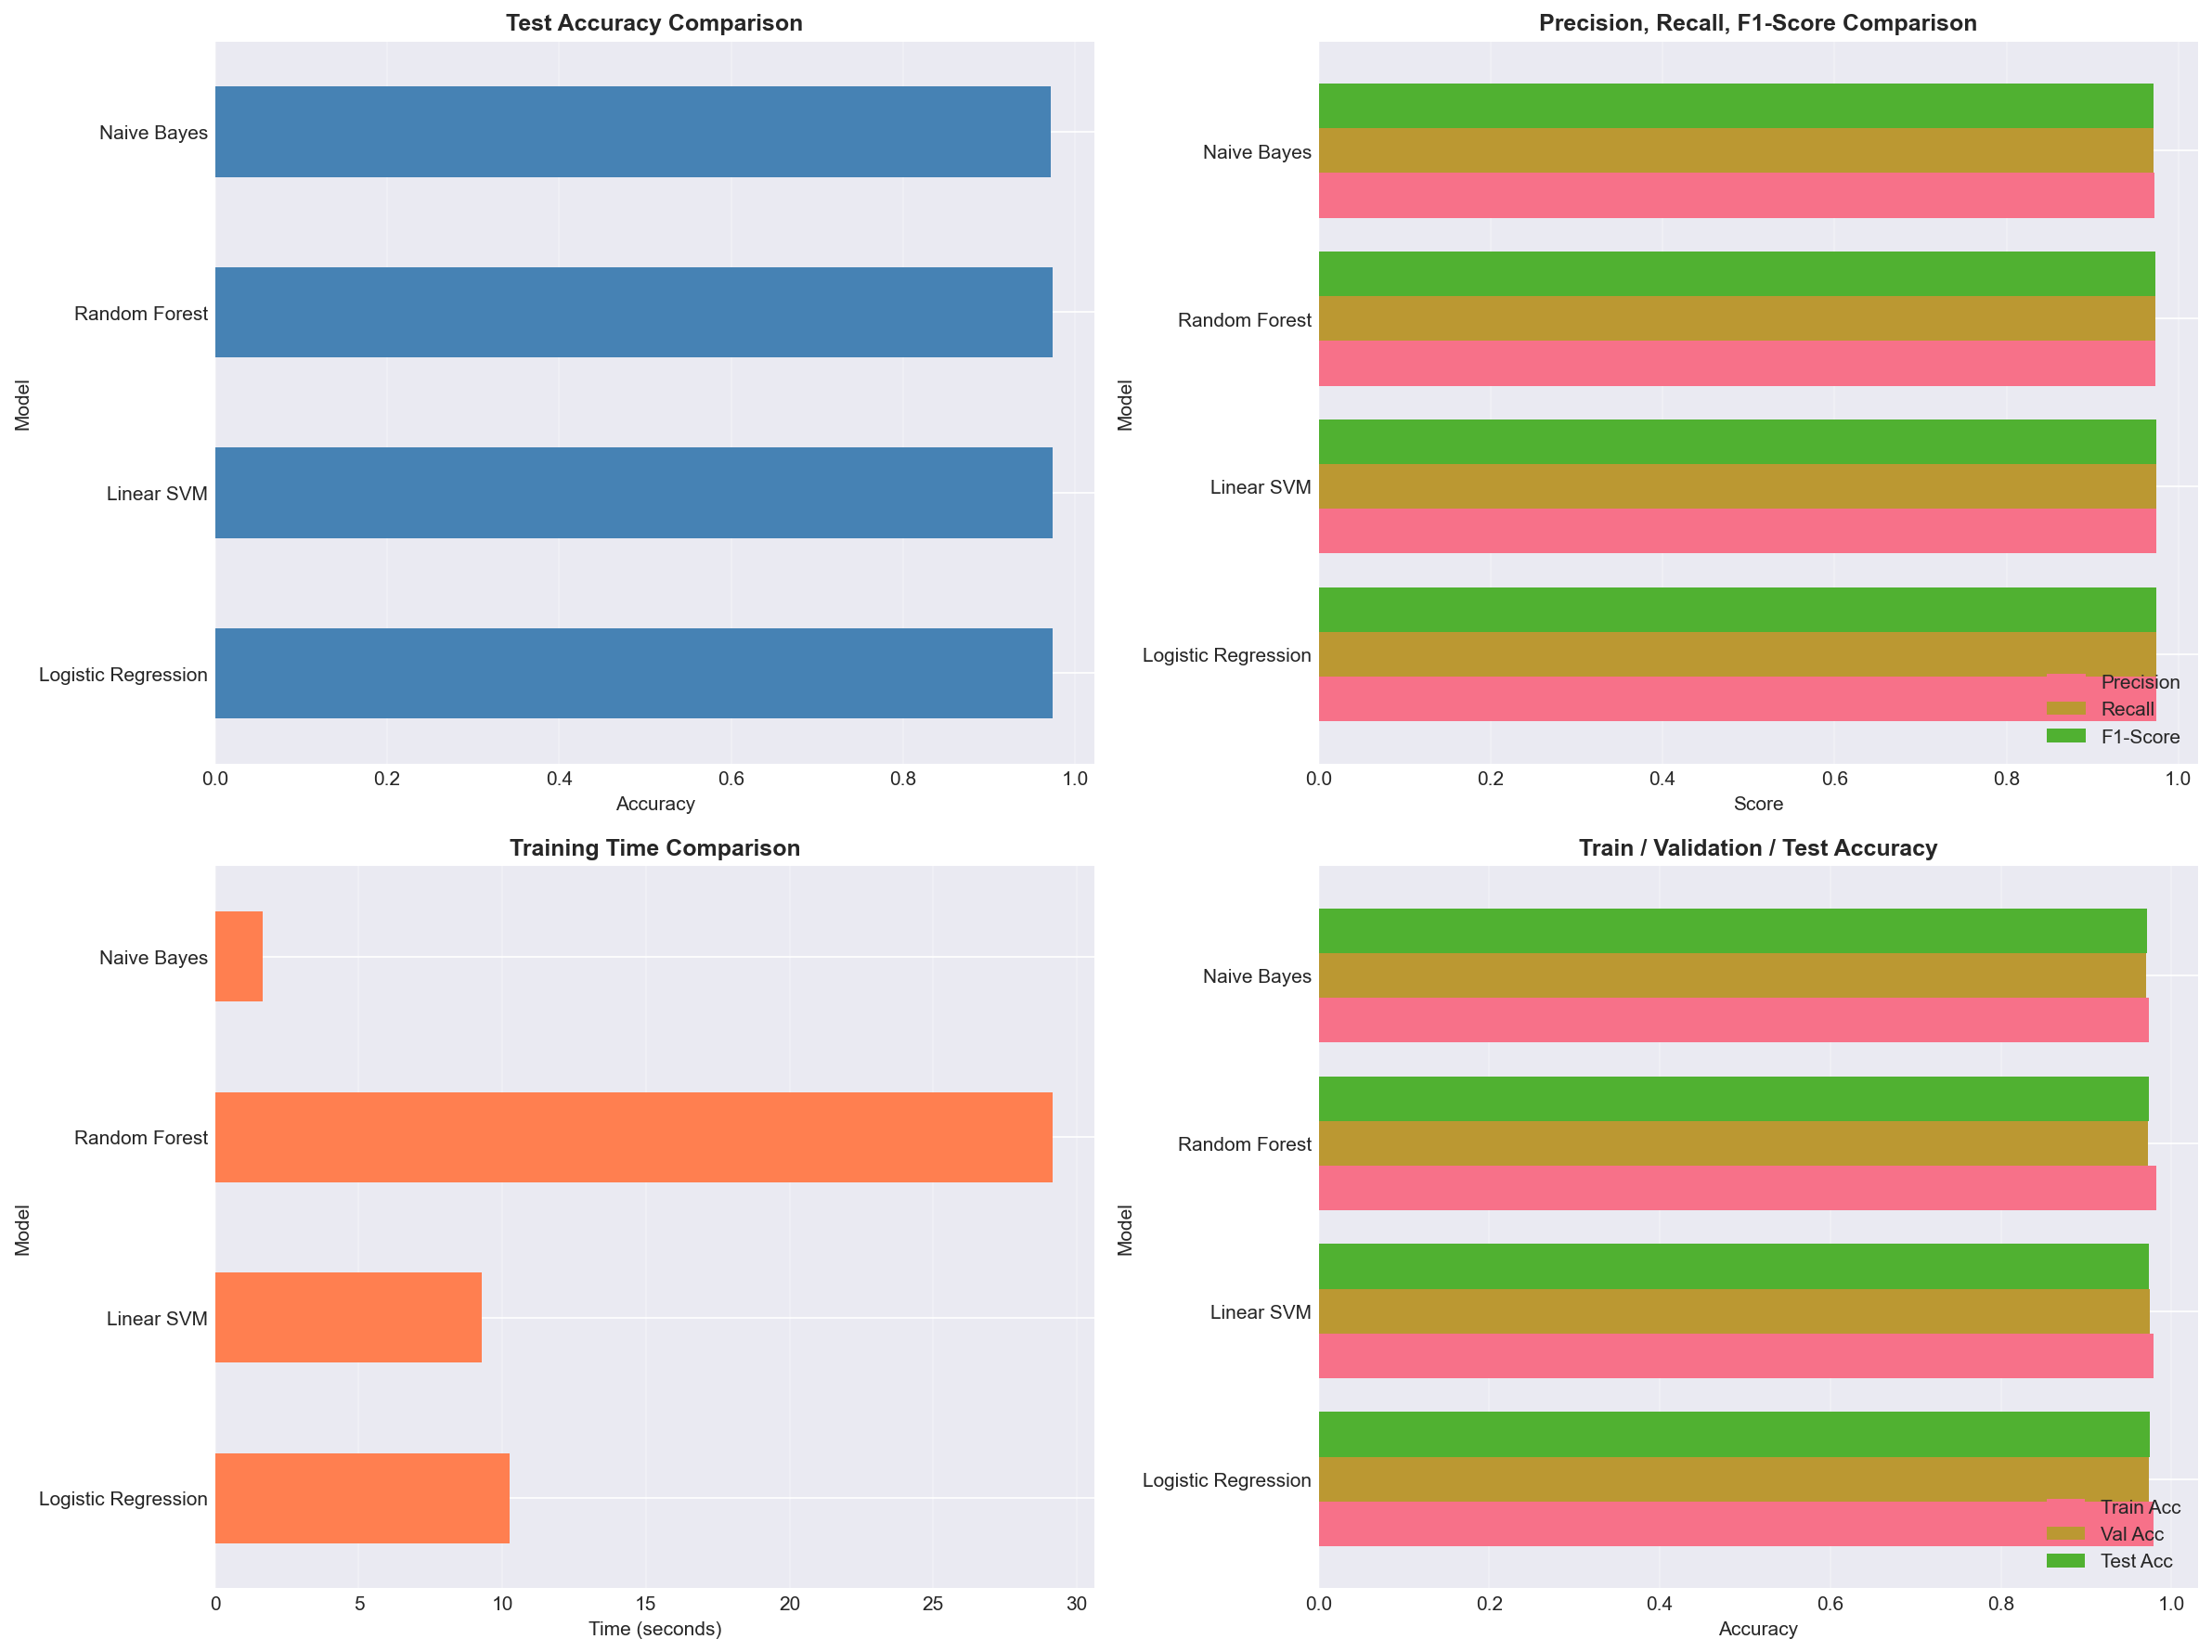 Test Accuracy Comparison
Model
Naive Bayes
Random Forest
Linear SVM
Logistic Regression
0.0 0.2 0.4 0.6 0.8 1.0
Accuracy
Precision, Recall, F1-Score Comparison
Model
Naive Bayes
Random Forest
Linear SVM
Logistic Regression
Precision
Recall
F1-Score
0.0 0.2 0.4 0.6 0.8 1.0
Score
Training Time Comparison
Model
Naive Bayes
Random Forest
Linear SVM
Logistic Regression
0 5 10 15 20 25 30
Time (seconds)
Train / Validation / Test Accuracy
Model
Naive Bayes
Random Forest
Linear SVM
Logistic Regression
Train Acc
Val Acc
Test Acc
0.0 0.2 0.4 0.6 0.8 1.0
Accuracy